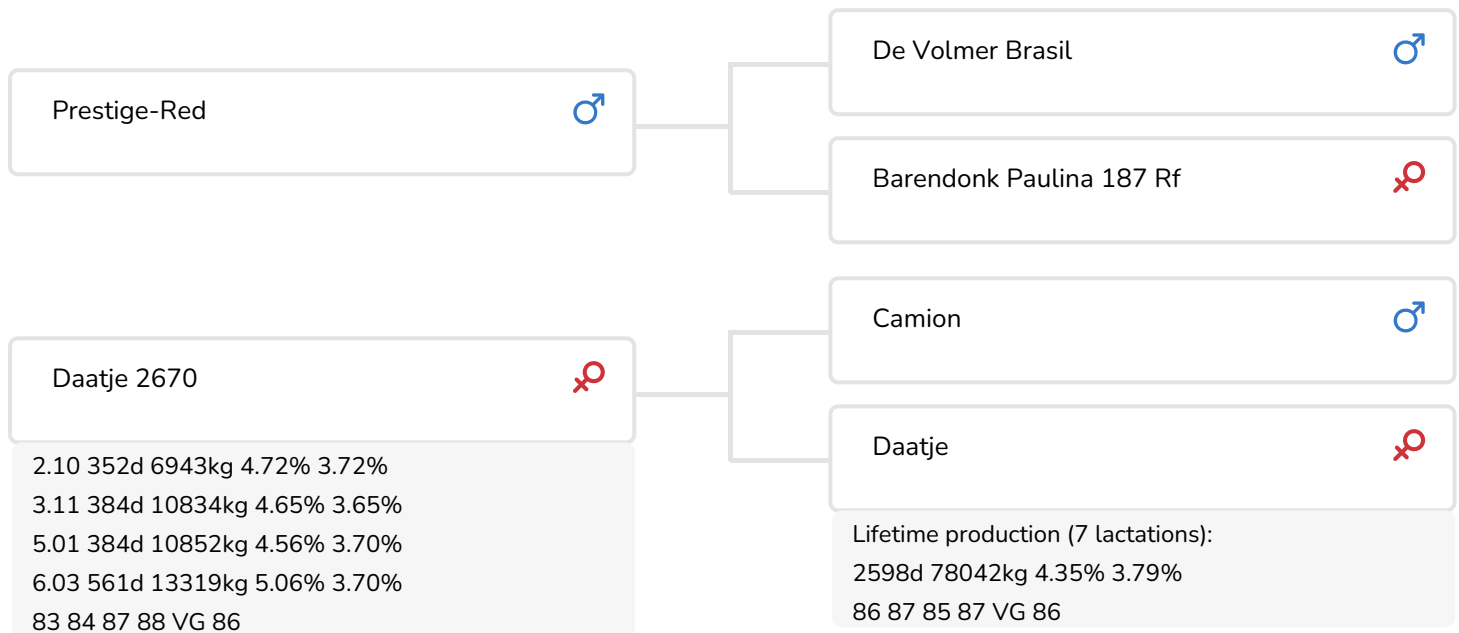 Prestige-Red
De Volmer Brasil
Barendonk Paulina 187 Rf
Daatje 2670
2.10 352d 6943kg 4.72% 3.72%
3.11 384d 10834kg 4.65% 3.65%
5.01 384d 10852kg 4.56% 3.70%
6.03 561d 13319kg 5.06% 3.70%
83 84 87 88 VG 86
Camion
Daatje
Lifetime production (7 lactations):
2598d 78042kg 4.35% 3.79%
86 87 85 87 VG 86